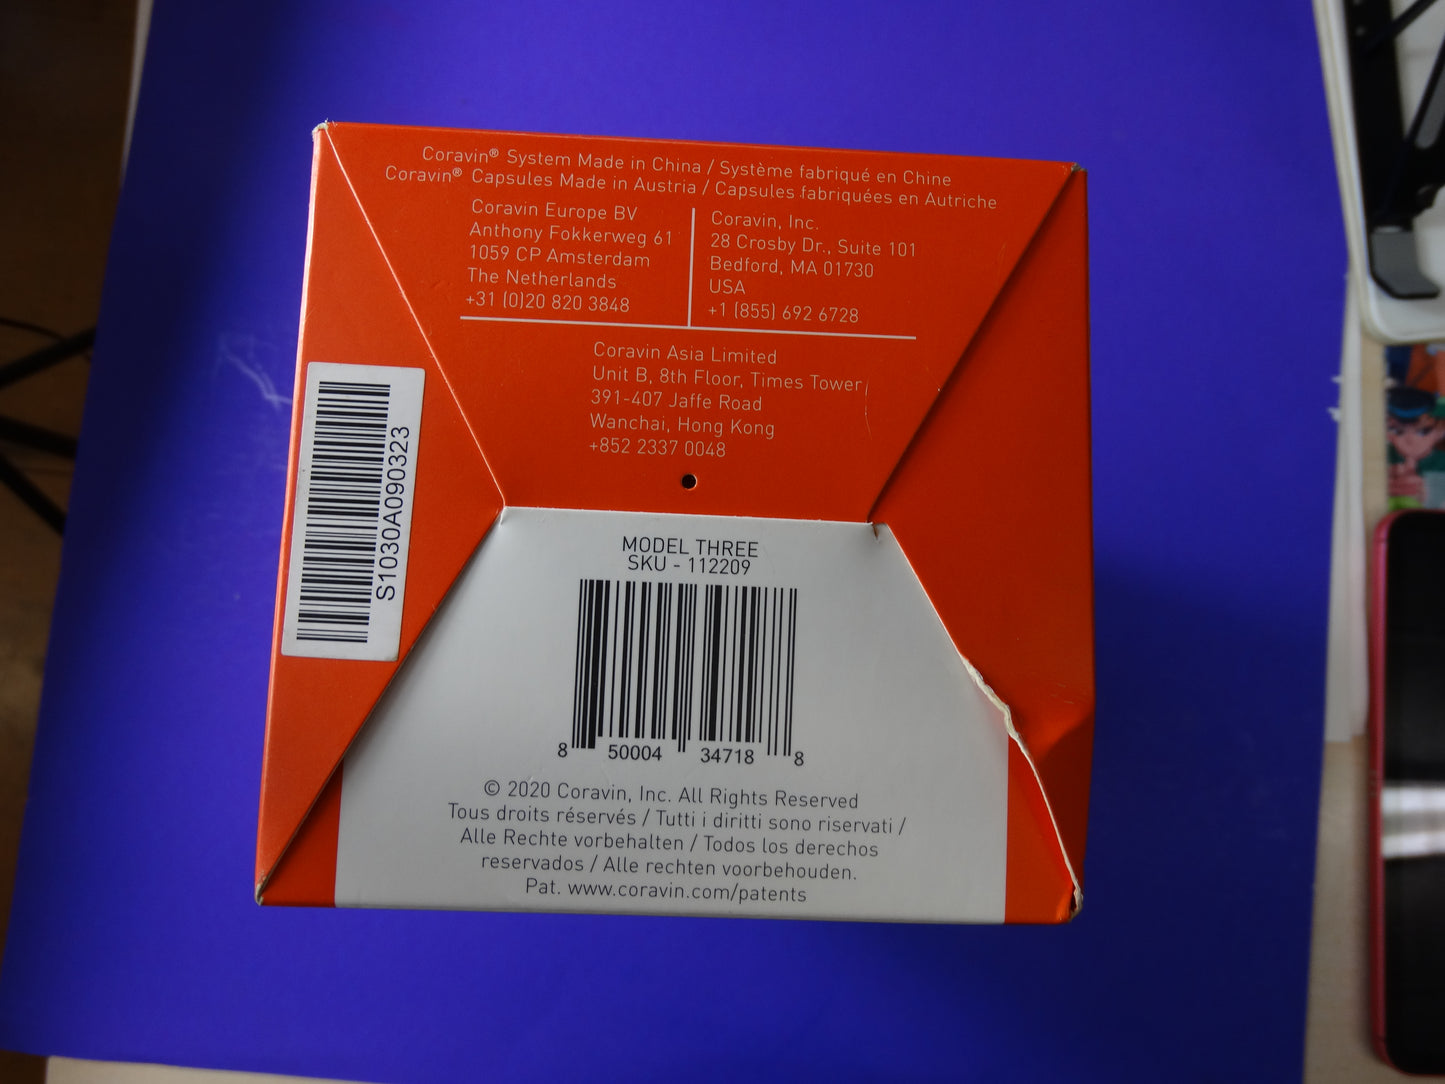 Coravin® System Made in China / Système fabriqué en Chine
Coravin® Capsules Made in Austria / Capsules fabriquées en Autriche
Coravin Europe BV
Anthony Fokkerweg 61
1059 CP Amsterdam
The Netherlands
+31 (0)20 820 3848
Coravin, Inc.
28 Crosby Dr., Suite 101
Bedford, MA 01730
USA
+1 (855) 692 6728
Coravin Asia Limited
Unit B, 8th Floor, Times Tower
391-407 Jaffe Road
Wanchai, Hong Kong
+852 2337 0048
S1030A090323
MODEL THREE
SKU - 112209
8 50004 34718 8
© 2020 Coravin, Inc. All Rights Reserved
Tous droits réservés / Tutti i diritti sono riservati /
Alle Rechte vorbehalten / Todos los derechos
reservados / Alle rechten voorbehouden.
Pat. www.coravin.com/patents